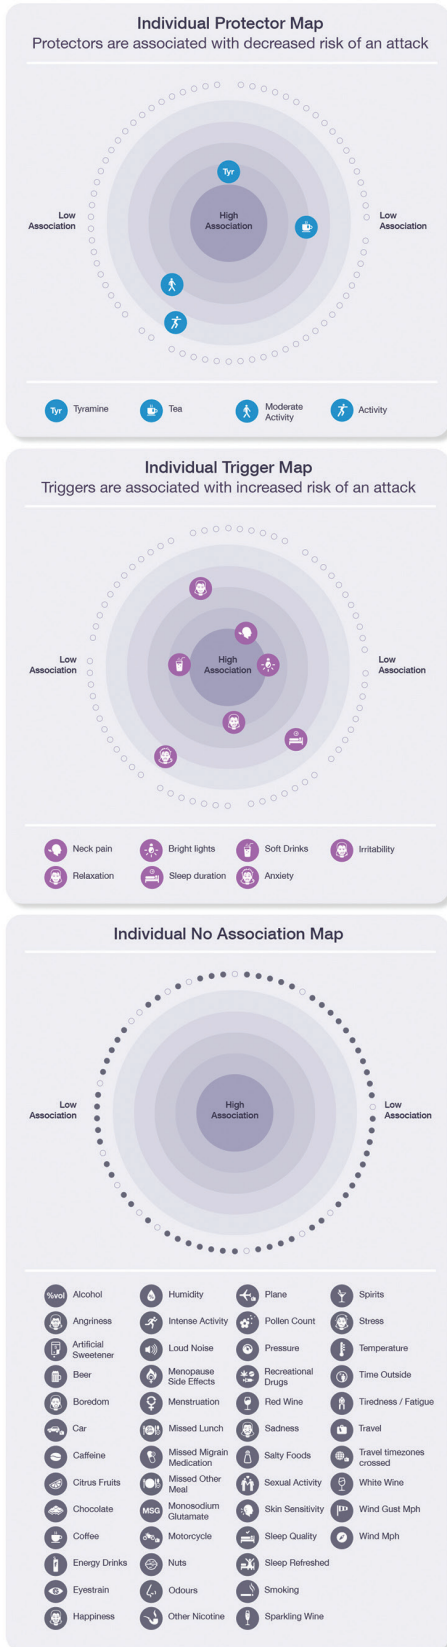 Individual Protector Map
Protectors are associated with decreased risk of an attack
Tyr
Low
Association
High
Association
Low
Association
Tyr
Tyramine
Tea
Moderate
Activity
Activity
Individual Trigger Map
Triggers are associated with increased risk of an attack
Low
Association
High
Association
Low
Association
Neck pain
Bright lights
Soft Drinks
Irritability
Relaxation
Sleep duration
Anxiety
Individual No Association Map
Low
Association
High
Association
Low
Association
%vol
Alcohol
Humidity
Plane
Spirits
Angriness
Intense Activity
Pollen Count
Stress
Artificial
Sweetener
Loud Noise
Pressure
Temperature
Beer
Menopause
Side Effects
Recreational
Drugs
Time Outside
Boredom
Menstruation
Red Wine
Tiredness / Fatigue
Car
Missed Lunch
Sadness
Travel
Caffeine
Missed Migrain
Medication
Salty Foods
Travel timezones
crossed
Citrus Fruits
Missed Other
Meal
Sexual Activity
White Wine
Chocolate
MSG
Monosodium
Glutamate
Skin Sensitivity
Wind Gust Mph
Coffee
Motorcycle
Sleep Quality
Wind Mph
Energy Drinks
Nuts
Sleep Refreshed
Eyestrain
Odours
Smoking
Happiness
Other Nicotine
Sparkling Wine